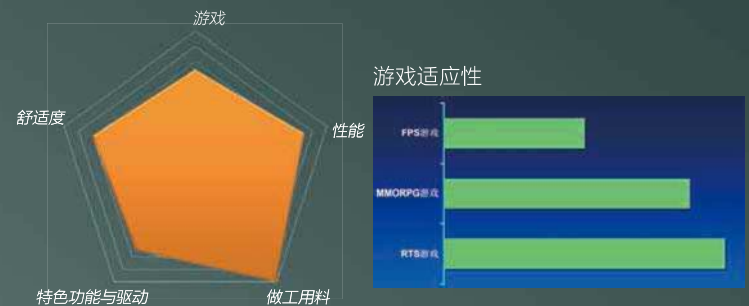 游戏
舒适度
性能
特色功能与驱动
做工用料
游戏适应性
FPS游戏
MMORPG游戏
RTS游戏